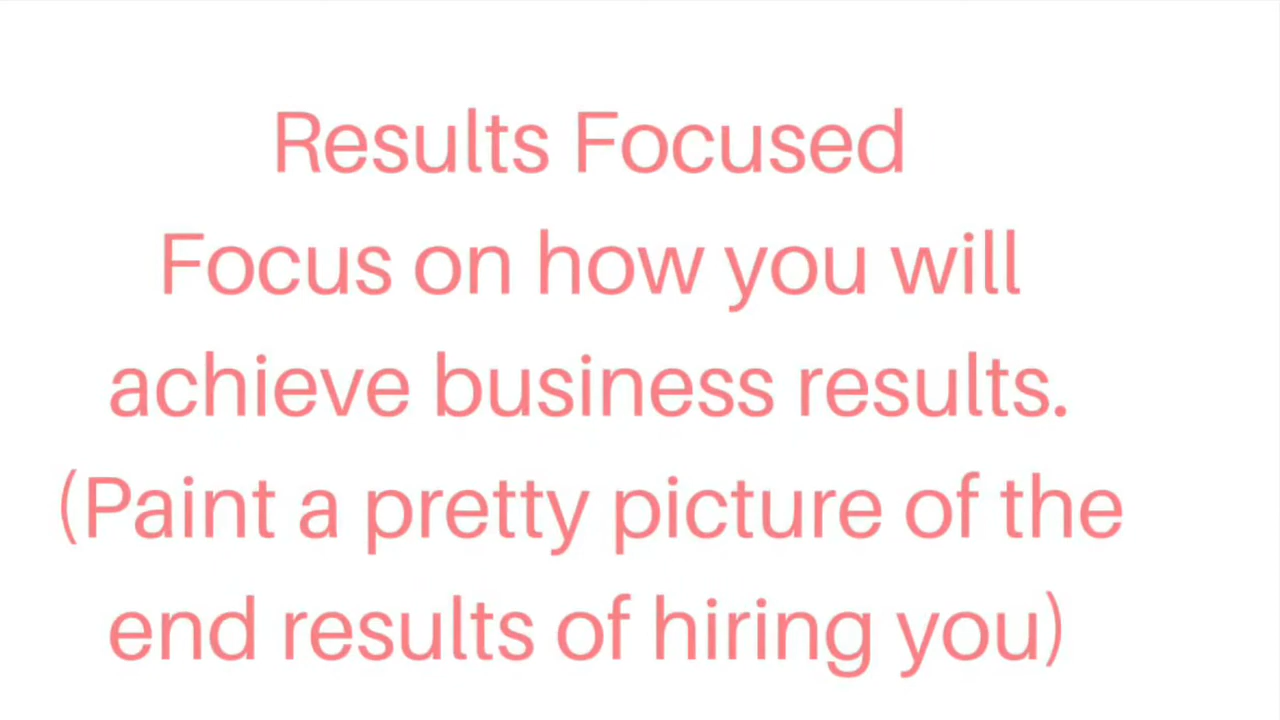 Results Focused
Focus on how you will
achieve business results.
(Paint a pretty picture of the
end results of hiring you)